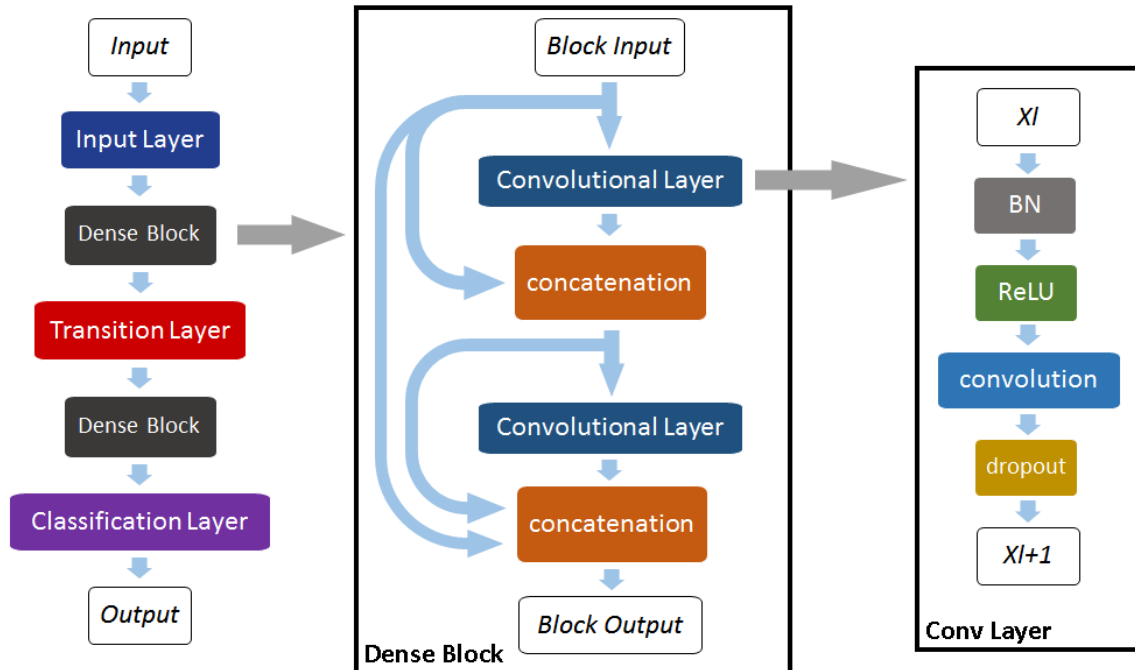 Input
Input Layer
Dense Block
Transition Layer
Dense Block
Classification Layer
Output
Block Input
Convolutional Layer
concatenation
Convolutional Layer
concatenation
Block Output
Dense Block
Xl
BN
ReLU
convolution
dropout
Xl+1
Conv Layer